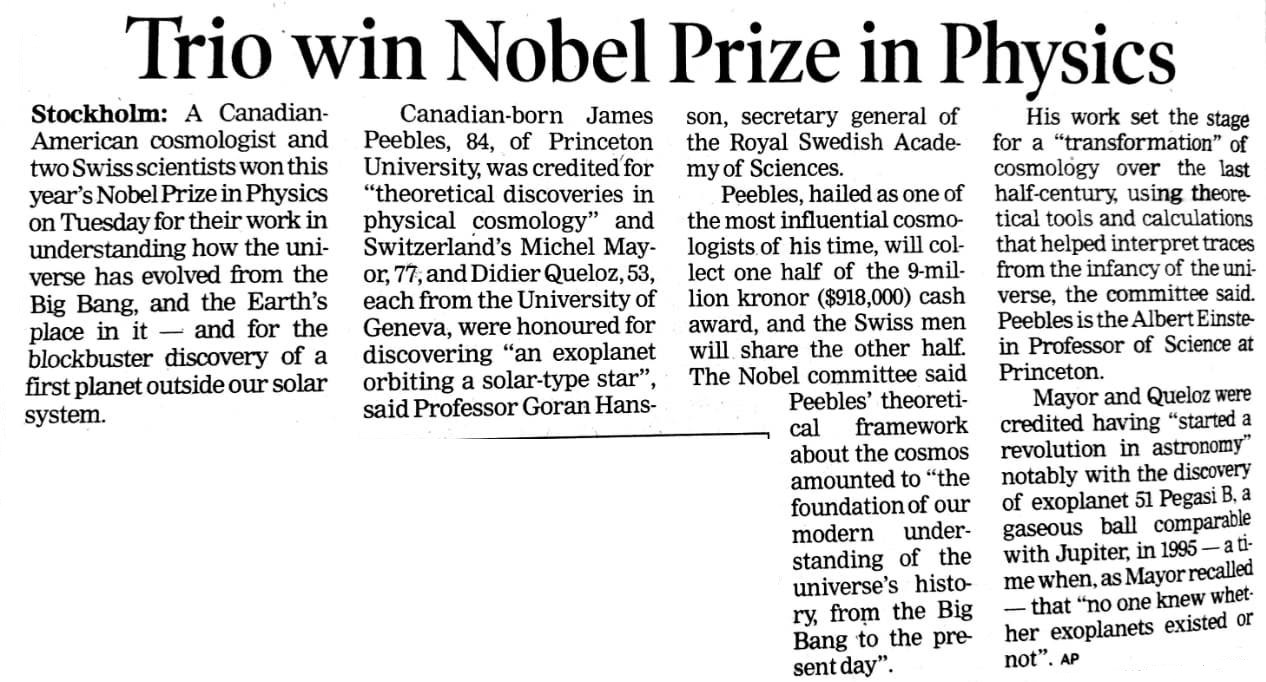 Trio win Nobel Prize in Physics
Stockholm: A Canadian-
American cosmologist and
two Swiss scientists won this
year's Nobel Prize in Physics
on Tuesday for their work in
understanding how the uni-
verse has evolved from the
Big Bang, and the Earth's
place in it — and for the
blockbuster discovery of a
first planet outside our solar
system.
Canadian-born James
Peebles, 84, of Princeton
University, was credited for
“theoretical discoveries in
physical cosmology” and
Switzerland's Michel May-
or, 77, and Didier Queloz, 53,
each from the University of
Geneva, were honoured for
discovering “an exoplanet
orbiting a solar-type star”,
said Professor Goran Hans-
son, secretary general of
the Royal Swedish Acade-
my of Sciences.
Peebles, hailed as one of
the most influential cosmo-
logists of his time, will col-
lect one half of the 9-mil-
lion kronor ($918,000) cash
award, and the Swiss men
will share the other half.
The Nobel committee said
Peebles' theoreti-
cal framework
about the cosmos
amounted to “the
foundation of our
modern under-
standing of the
universe's histo-
ry, from the Big
Bang to the pre-
sent day”.
His work set the stage
for a “transformation” of
cosmology over the last
half-century, using theore-
tical tools and calculations
that helped interpret traces
from the infancy of the uni-
verse, the committee said.
Peebles is the Albert Einste-
in Professor of Science at
Princeton.
Mayor and Queloz were
credited having “started a
revolution in astronomy”
notably with the discovery
of exoplanet 51 Pegasi B, a
gaseous ball comparable
with Jupiter, in 1995 — a ti-
me when, as Mayor recalled
— that “no one knew whet-
her exoplanets existed or
not”. AP